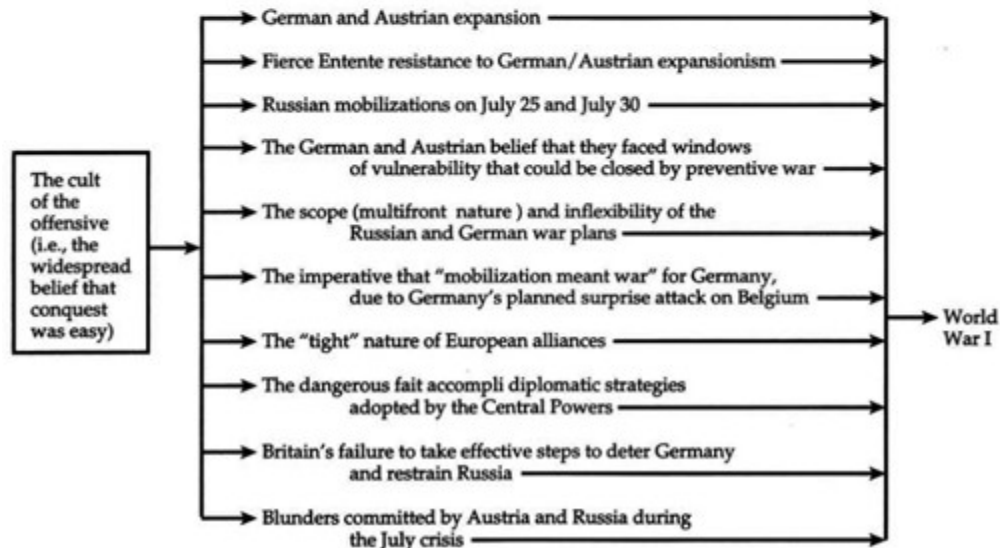 German and Austrian expansion
Fierce Entente resistance to German/Austrian expansionism
Russian mobilizations on July 25 and July 30
The German and Austrian belief that they faced windows
of vulnerability that could be closed by preventive war
The cult
of the
offensive
(i.e., the
widespread
belief that
conquest
was easy)
The scope (multifront nature) and inflexibility of the
Russian and German war plans
The imperative that "mobilization meant war" for Germany,
due to Germany's planned surprise attack on Belgium
The "tight" nature of European alliances
The dangerous fait accompli diplomatic strategies
adopted by the Central Powers
Britain's failure to take effective steps to deter Germany
and restrain Russia
Blunders committed by Austria and Russia during
the July crisis
World
War I